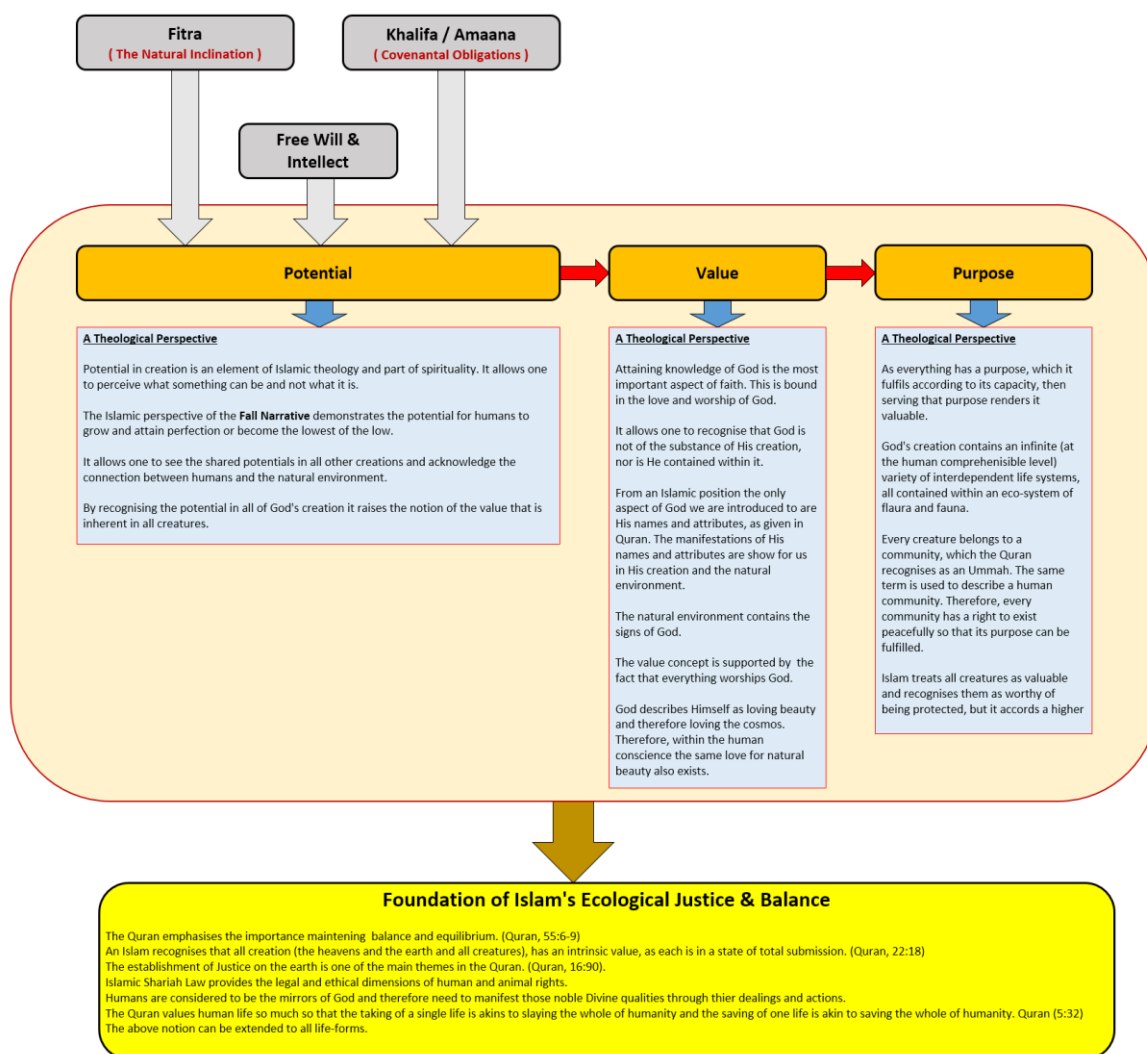 Fitra
( The Natural Inclination )
Khalifa / Amaana
( Covenantal Obligations )
Free Will &
Intellect
Potential
Value
Purpose
A Theological Perspective
Potential in creation is an element of Islamic theology and part of spirituality. It allows one
to perceive what something can be and not what it is.
The Islamic perspective of the Fall Narrative demonstrates the potential for humans to
grow and attain perfection or become the lowest of the low.
It allows one to see the shared potentials in all other creations and acknowledge the
connection between humans and the natural environment.
By recognising the potential in all of God's creation it raises the notion of the value that is
inherent in all creatures.
A Theological Perspective
Attaining knowledge of God is the
most important aspect of faith. This is bound
in the love and worship of God.
It allows one to recognise that God is
not of the substance of His creation,
nor is He contained within it.
From an Islamic position the only
aspect of God we are introduced to are
His names and attributes, as given in
Quran. The manifestations of His
names and attributes are show for us
in His creation and the natural
environment.
The natural environment contains the
signs of God.
The value concept is supported by the
fact that everything worships God.
God describes Himself as loving beauty
and therefore loving the cosmos.
Therefore, within the human
conscience the same love for natural
beauty also exists.
A Theological Perspective
As everything has a purpose, which it
fulfils according to its capacity, then
serving that purpose renders it
valuable.
God's creation contains an infinite (at
the human comprehenisible level)
variety of interdependent life systems,
all contained within an eco-system of
flaura and fauna.
Every creature belongs to a
community, which the Quran
recognises as an Ummah. The same
term is used to describe a human
community. Therefore, every
community has a right to exist
peacefully so that its purpose can be
fulfilled.
Islam treats all creatures as valuable
and recognises them as worthy of
being protected, but it accords a higher
Foundation of Islam's Ecological Justice & Balance
The Quran emphasises the importance maintening balance and equilibrium. (Quran, 55:6-9)
An Islam recognises that all creation (the heavens and the earth and all creatures), has an intrinsic value, as each is in a state of total submission. (Quran, 22:18)
The establishment of Justice on the earth is one of the main themes in the Quran. (Quran, 16:90).
Islamic Shariah Law provides the legal and ethical dimensions of human and animal rights.
Humans are considered to be the mirrors of God and therefore need to manifest those noble Divine qualities through thier dealings and actions.
The Quran values human life so much so that the taking of a single life is akins to slaying the whole of humanity and the saving of one life is akin to saving the whole of humanity. Quran (5:32)
The above notion can be extended to all life-forms.